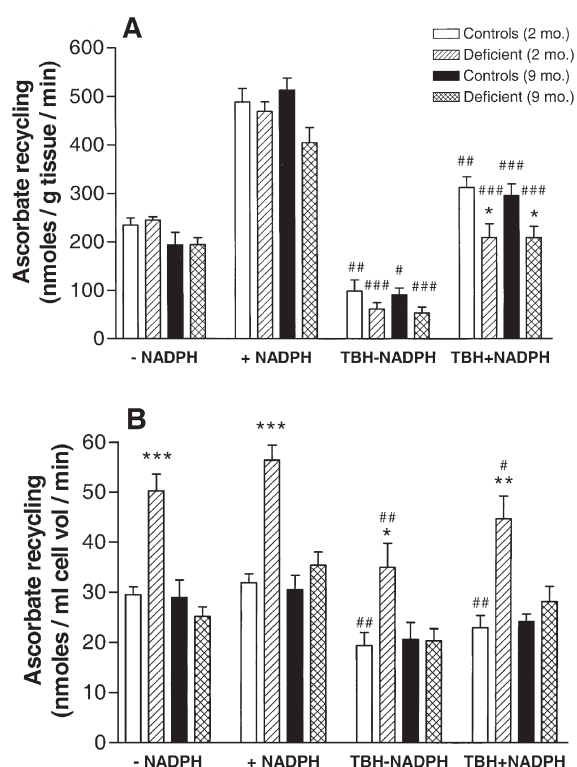 A
Controls (2 mo.)
Deficient (2 mo.)
Controls (9 mo.)
Deficient (9 mo.)
Ascorbate recycling
(nmoles / g tissue / min)
600
500
400
300
200
100
0
## ### # ###
## ### ### ###
* *
- NADPH + NADPH TBH-NADPH TBH+NADPH
B
Ascorbate recycling
(nmoles / ml cell vol / min)
60
50
40
30
20
10
0
*** ***
## ## *
## # **
- NADPH + NADPH TBH-NADPH TBH+NADPH